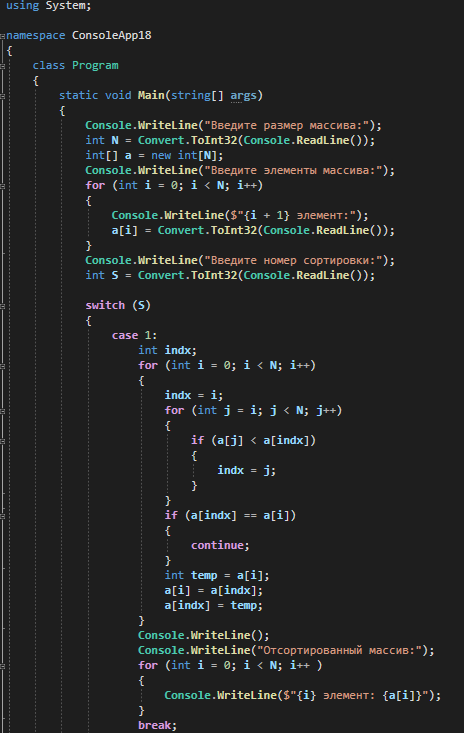 using System;
namespace ConsoleApp18
{
class Program
{
static void Main(string[] args)
{
Console.WriteLine("Введите размер массива:");
int N = Convert.ToInt32(Console.ReadLine());
int[] a = new int[N];
Console.WriteLine("Введите элементы массива:");
for (int i = 0; i < N; i++)
{
Console.WriteLine($"{i + 1} элемент:");
a[i] = Convert.ToInt32(Console.ReadLine());
}
Console.WriteLine("Введите номер сортировки:");
int S = Convert.ToInt32(Console.ReadLine());
switch (S)
{
case 1:
int indx;
for (int i = 0; i < N; i++)
{
indx = i;
for (int j = i; j < N; j++)
{
if (a[j] < a[indx])
{
indx = j;
}
}
if (a[indx] == a[i])
{
continue;
}
int temp = a[i];
a[i] = a[indx];
a[indx] = temp;
}
Console.WriteLine();
Console.WriteLine("Отсортированный массив:");
for (int i = 0; i < N; i++ )
{
Console.WriteLine($"{i} элемент: {a[i]}");
}
break;